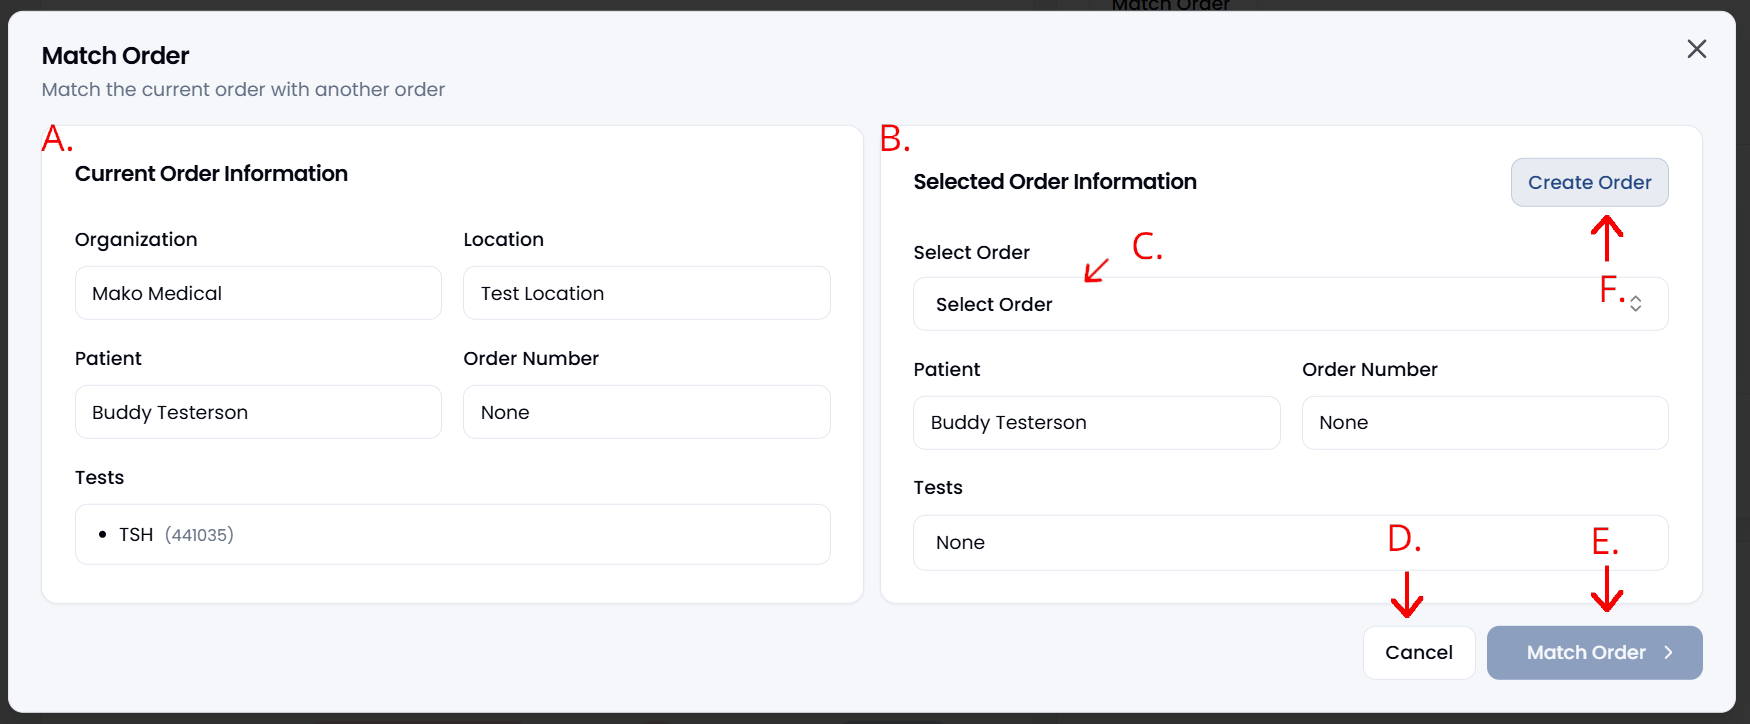 Match Order
Match Order
Match the current order with another order
A.
Current Order Information
Organization
Mako Medical
Location
Test Location
Patient
Buddy Testerson
Order Number
None
Tests
• TSH (441035)
B.
Selected Order Information
Create Order
F.
Select Order
C.
Select Order
Patient
Buddy Testerson
Order Number
None
Tests
None
D.
E.
Cancel
Match Order